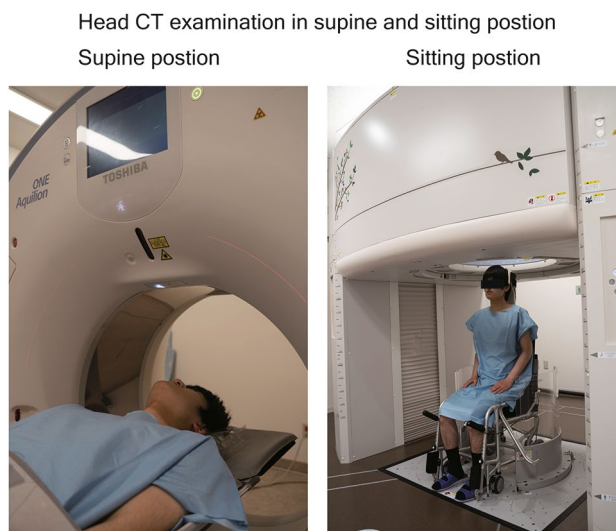 Head CT examination in supine and sitting postion
Supine postion
Sitting postion
TOSHIBA
ONE
Aquilion